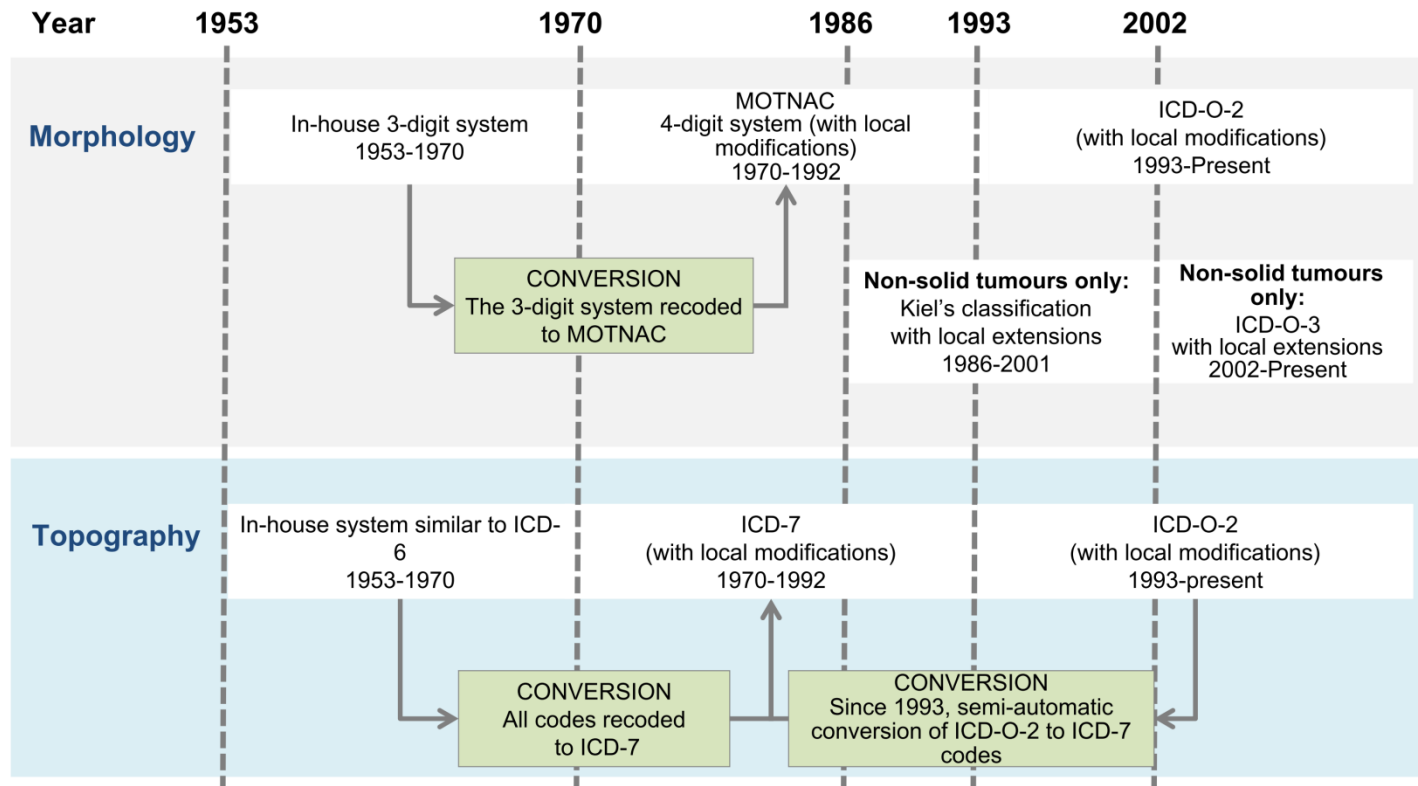 Year 1953 1970 1986 1993 2002
Morphology
In-house 3-digit system
1953-1970
MOTNAC
4-digit system (with local
modifications)
1970-1992
ICD-O-2
(with local modifications)
1993-Present
CONVERSION
The 3-digit system recoded
to MOTNAC
Non-solid tumours only:
Kiel's classification
with local extensions
1986-2001
Non-solid tumours
only:
ICD-O-3
with local extensions
2002-Present
Topography
In-house system similar to ICD-
6
1953-1970
ICD-7
(with local modifications)
1970-1992
ICD-O-2
(with local modifications)
1993-present
CONVERSION
All codes recoded
to ICD-7
CONVERSION
Since 1993, semi-automatic
conversion of ICD-O-2 to ICD-7
codes